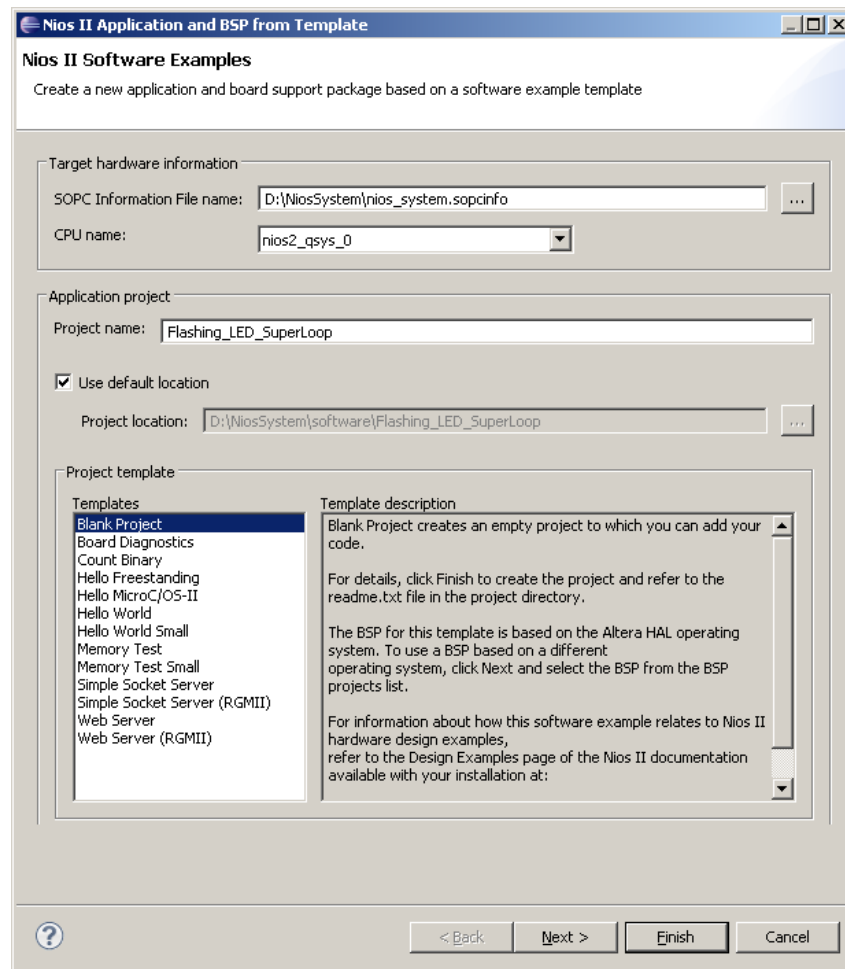 Nios II Application and BSP from Template
Nios II Software Examples
Create a new application and board support package based on a software example template
Target hardware information
SOPC Information File name: D:\NiosSystem\nios_system.sopcinfo ...
CPU name: nios2_qsys_0
Application project
Project name: Flashing_LED_SuperLoop
Use default location
Project location: D:\NiosSystem\software\Flashing_LED_SuperLoop ...
Project template
Templates
Blank Project
Board Diagnostics
Count Binary
Hello Freestanding
Hello MicroC/OS-II
Hello World
Hello World Small
Memory Test
Memory Test Small
Simple Socket Server
Simple Socket Server (RGMII)
Web Server
Web Server (RGMII)
Template description
Blank Project creates an empty project to which you can add your
code.
For details, click Finish to create the project and refer to the
readme.txt file in the project directory.
The BSP for this template is based on the Altera HAL operating
system. To use a BSP based on a different
operating system, click Next and select the BSP from the BSP
projects list.
For information about how this software example relates to Nios II
hardware design examples,
refer to the Design Examples page of the Nios II documentation
available with your installation at:
? < Back Next > Finish Cancel